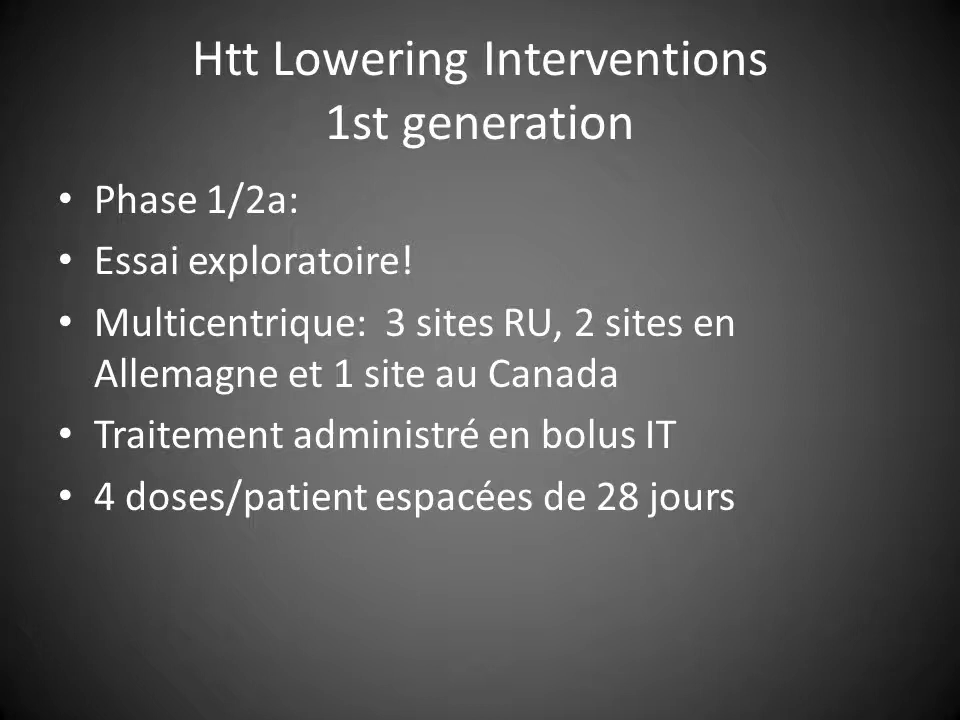 Htt Lowering Interventions
1st generation
• Phase 1/2a:
• Essai exploratoire!
• Multicentrique: 3 sites RU, 2 sites en
Allemagne et 1 site au Canada
• Traitement administré en bolus IT
• 4 doses/patient espacées de 28 jours